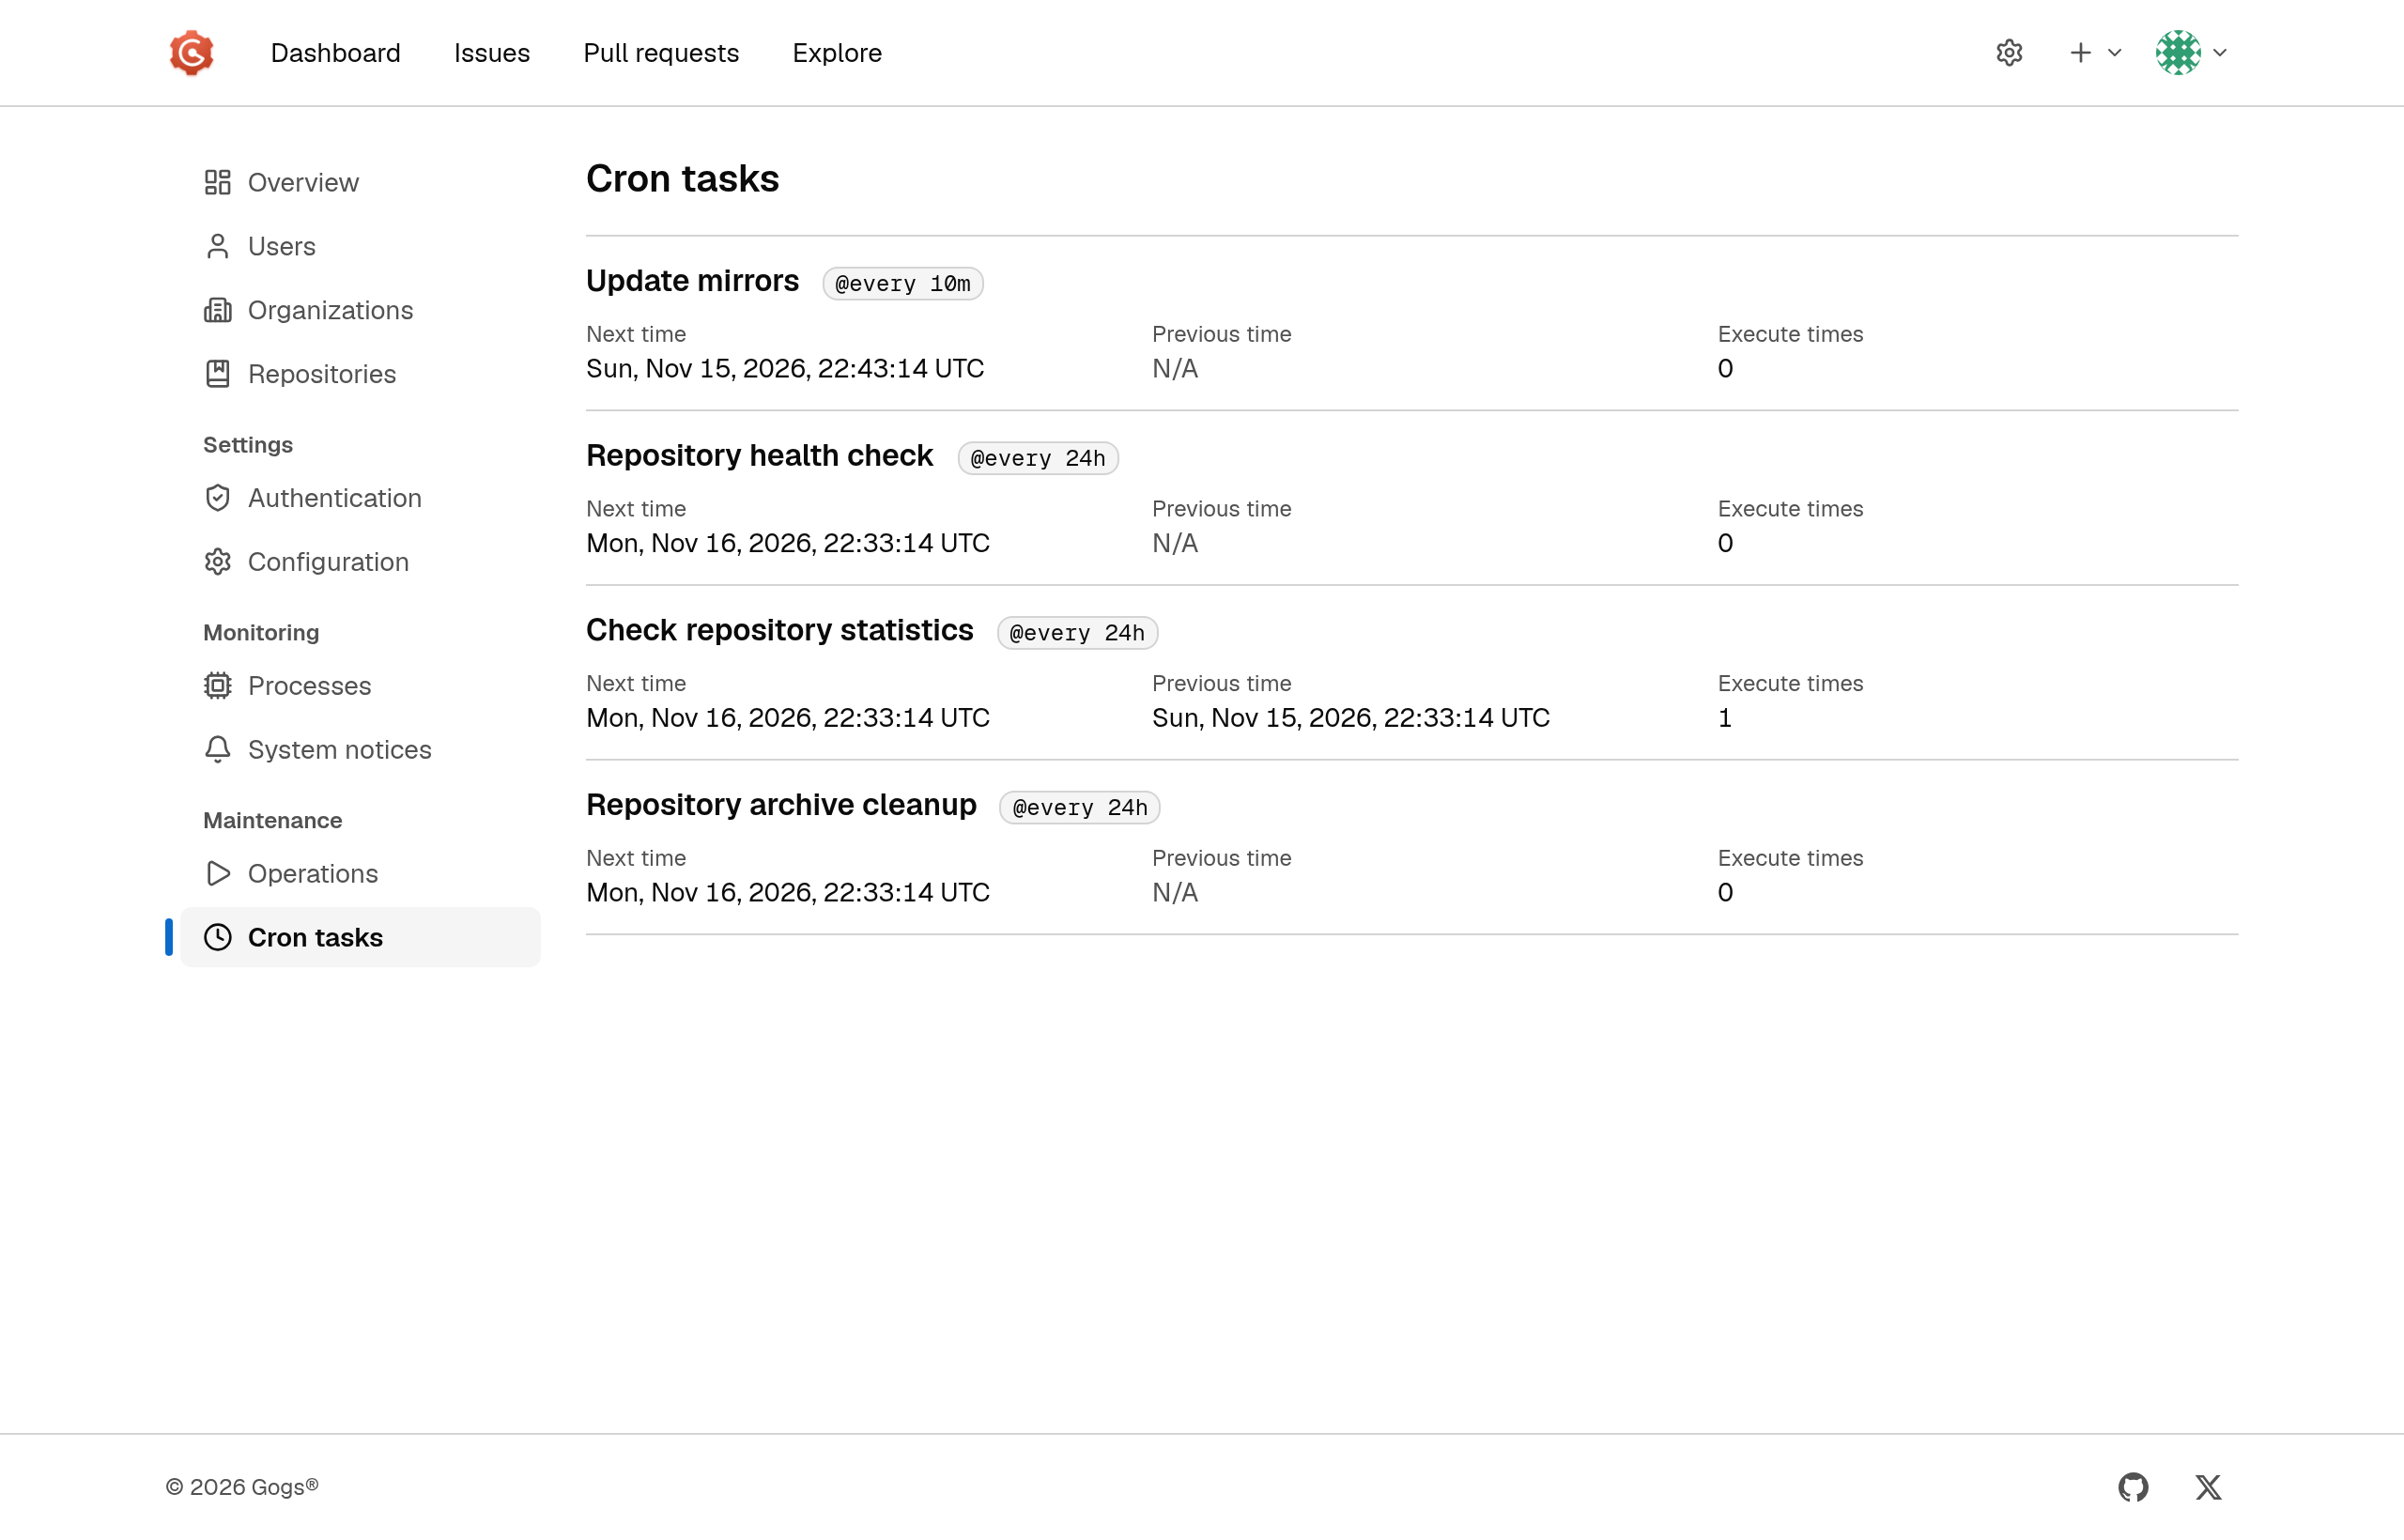 Dashboard Issues Pull requests Explore
Overview
Users
Organizations
Repositories
Settings
Authentication
Configuration
Monitoring
Processes
System notices
Maintenance
Operations
Cron tasks
Cron tasks
Update mirrors @every 10m
Next time Previous time Execute times
Sun, Nov 15, 2026, 22:43:14 UTC N/A 0
Repository health check @every 24h
Next time Previous time Execute times
Mon, Nov 16, 2026, 22:33:14 UTC N/A 0
Check repository statistics @every 24h
Next time Previous time Execute times
Mon, Nov 16, 2026, 22:33:14 UTC Sun, Nov 15, 2026, 22:33:14 UTC 1
Repository archive cleanup @every 24h
Next time Previous time Execute times
Mon, Nov 16, 2026, 22:33:14 UTC N/A 0
© 2026 Gogs®